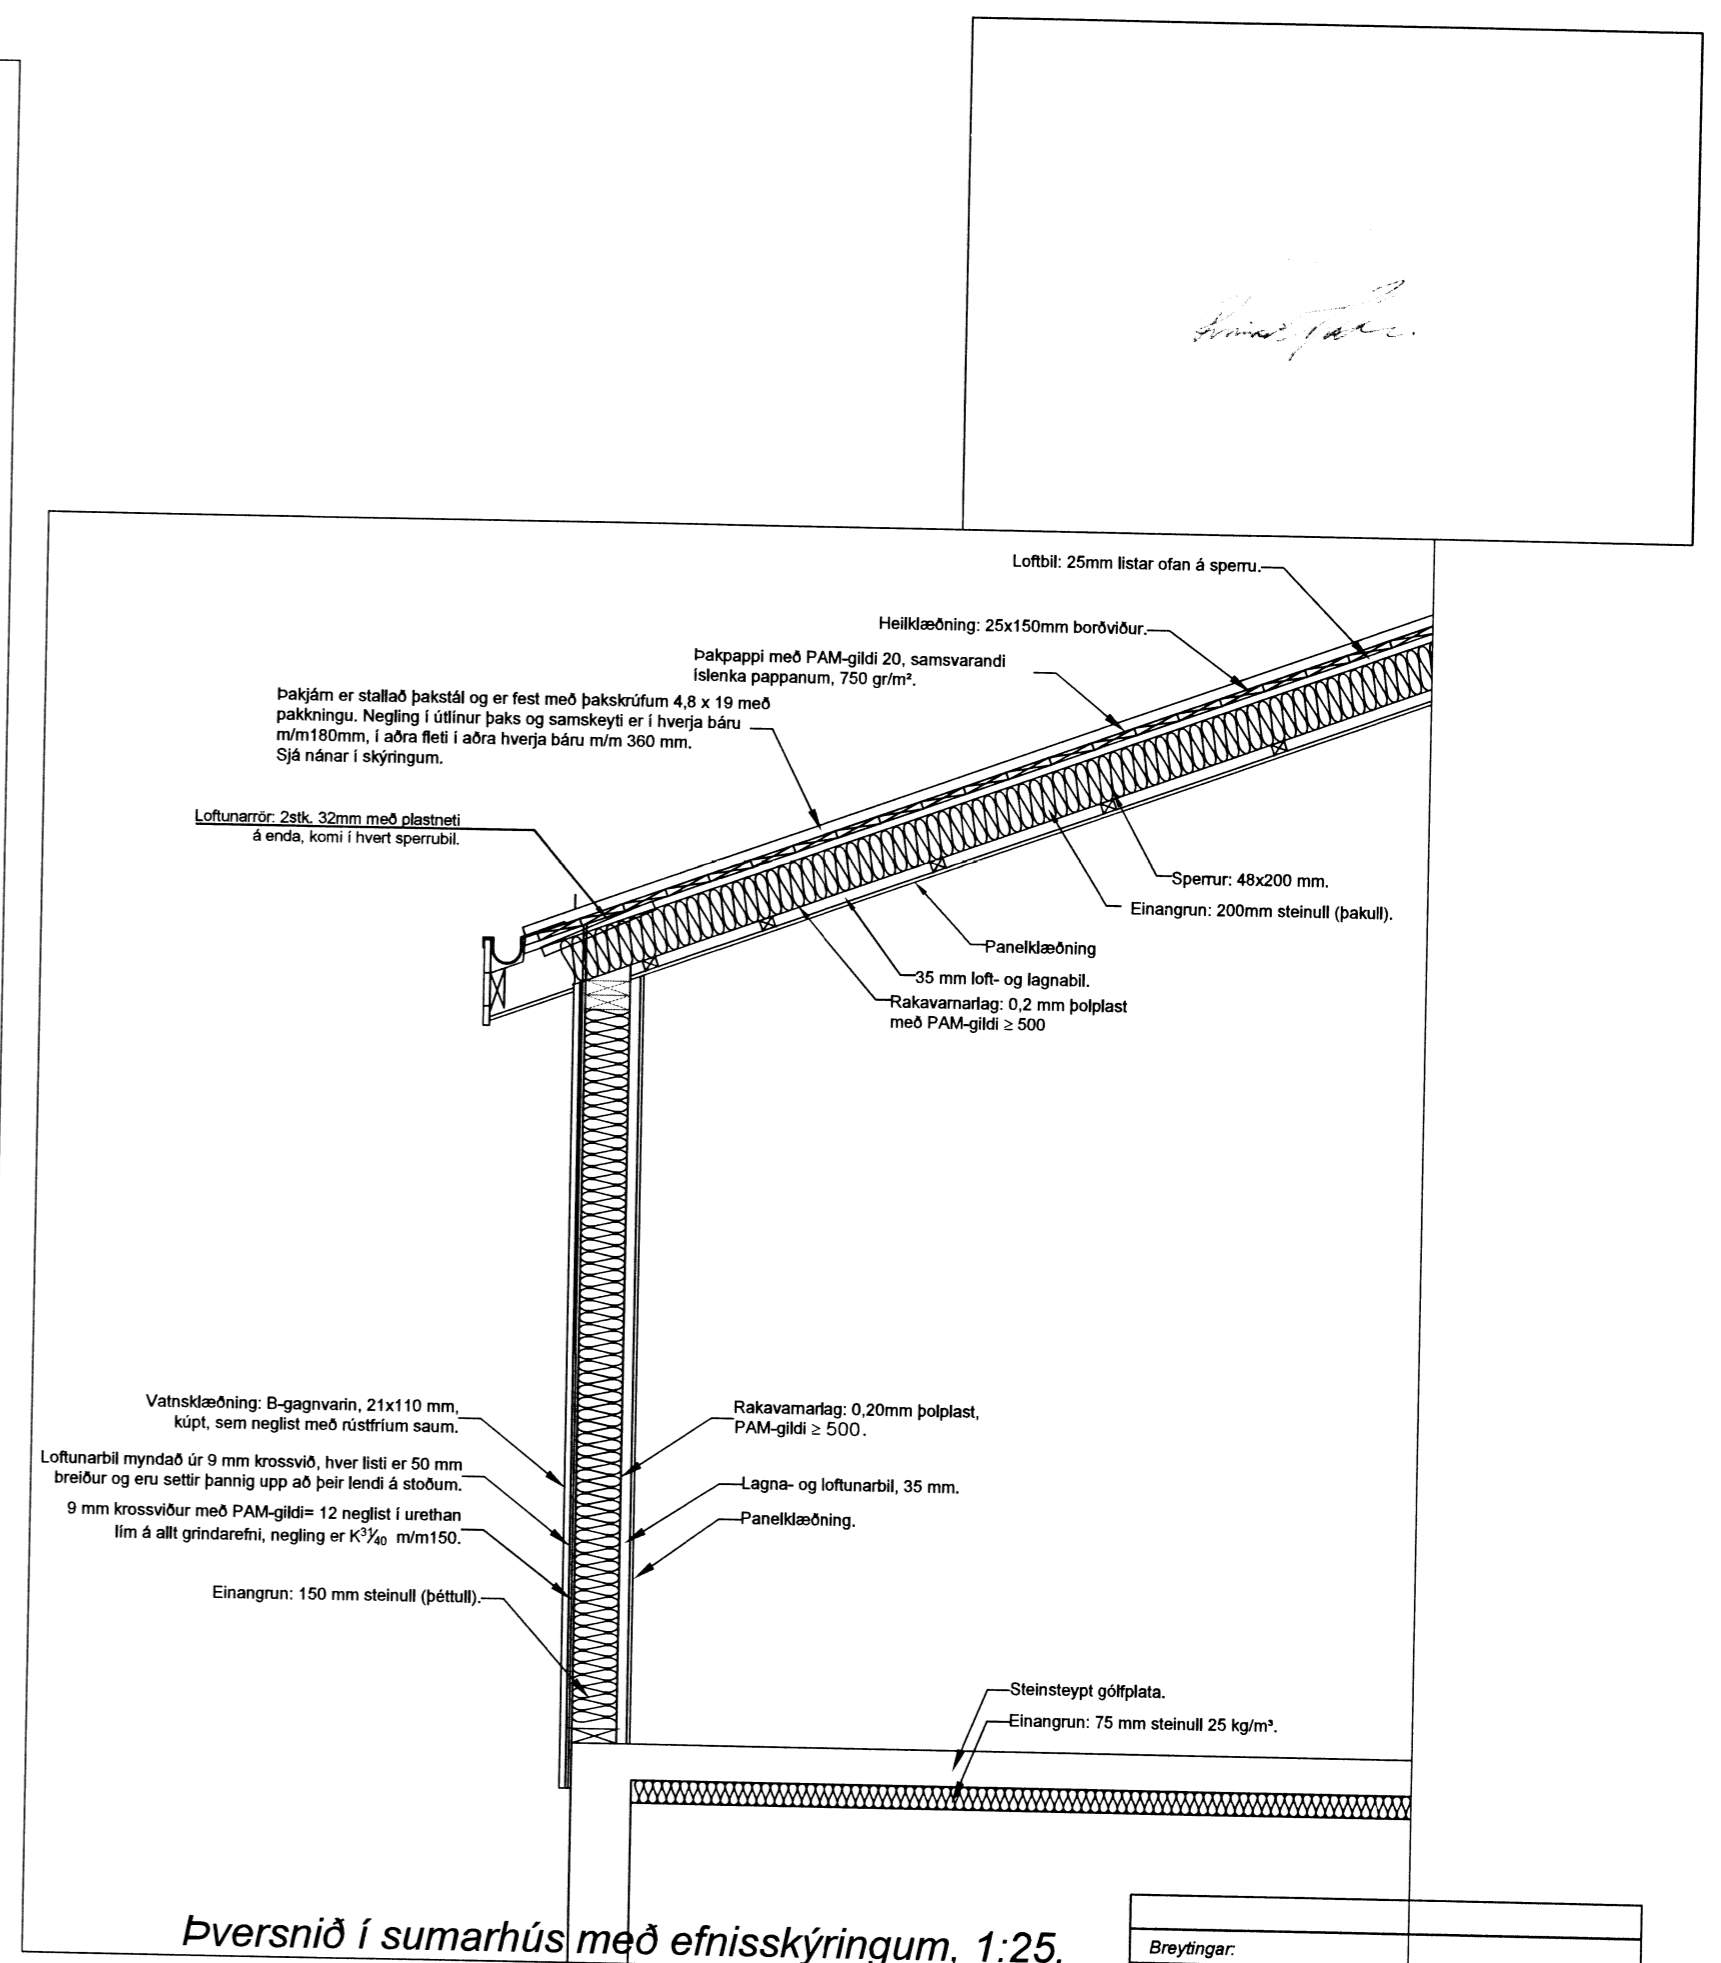 Loftbil: 25mm listar ofan á sperru.
Heilklæðning: 25x150mm borðviður.
Þakpappi með PAM-gildi 20, samsvarandi
íslenka pappanum, 750 gr/m².
Þakjárn er stallað þakstál og er fest með þakskrúfum 4,8 x 19 með
pakkningu. Negling í útlínur þaks og samskeyti er í hverja báru
m/m180mm, í aðra fleti í aðra hverja báru m/m 360 mm.
Sjá nánar í skýringum.
Loftunarrör: 2stk. 32mm með plastneti
á enda, komi í hvert sperrubil.
Sperrur: 48x200 mm.
Einangrun: 200mm steinull (þakull).
Panelklæðning
35 mm loft- og lagnabil.
Rakavarnarlag: 0,2 mm þolplast
með PAM-gildi ≥ 500
Vatnsklæðning: B-gagnvarin, 21x110 mm,
kúpt, sem neglist með rústfríum saum.
Loftunarbil myndað úr 9 mm krossvið, hver listi er 50 mm
breiður og eru settir þannig upp að þeir lendi á stoðum.
9 mm krossviður með PAM-gildi= 12 neglist í urethan
lím á allt grindarefni, negling er K³¹⁄₄₀ m/m150.
Einangrun: 150 mm steinull (þéttull).
Rakavarnarlag: 0,20mm þolplast,
PAM-gildi ≥ 500.
Lagna- og loftunarbil, 35 mm.
Panelklæðning.
Steinsteypt gólfplata.
Einangrun: 75 mm steinull 25 kg/m³.
Þversnið í sumarhús með efnisskýringum, 1:25.
Breytingar: